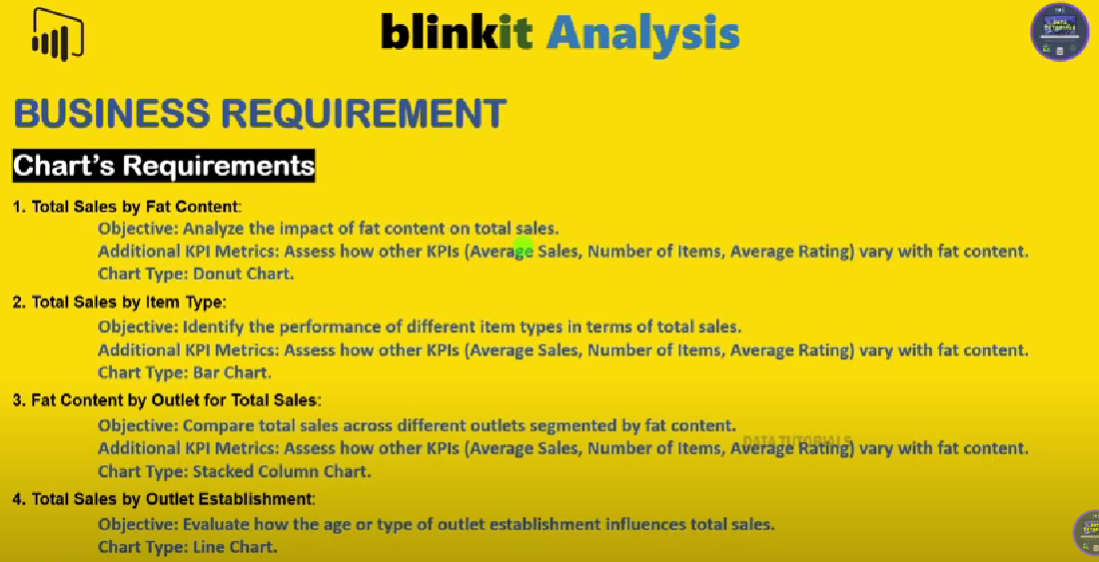 blinkit Analysis
BUSINESS REQUIREMENT
Chart's Requirements
1. Total Sales by Fat Content:
Objective: Analyze the impact of fat content on total sales.
Additional KPI Metrics: Assess how other KPIs (Average Sales, Number of Items, Average Rating) vary with fat content.
Chart Type: Donut Chart.
2. Total Sales by Item Type:
Objective: Identify the performance of different item types in terms of total sales.
Additional KPI Metrics: Assess how other KPIs (Average Sales, Number of Items, Average Rating) vary with fat content.
Chart Type: Bar Chart.
3. Fat Content by Outlet for Total Sales:
Objective: Compare total sales across different outlets segmented by fat content.
DATA TUTORIALS
Additional KPI Metrics: Assess how other KPIs (Average Sales, Number of Items, Average Rating) vary with fat content.
Chart Type: Stacked Column Chart.
4. Total Sales by Outlet Establishment:
Objective: Evaluate how the age or type of outlet establishment influences total sales.
Chart Type: Line Chart.